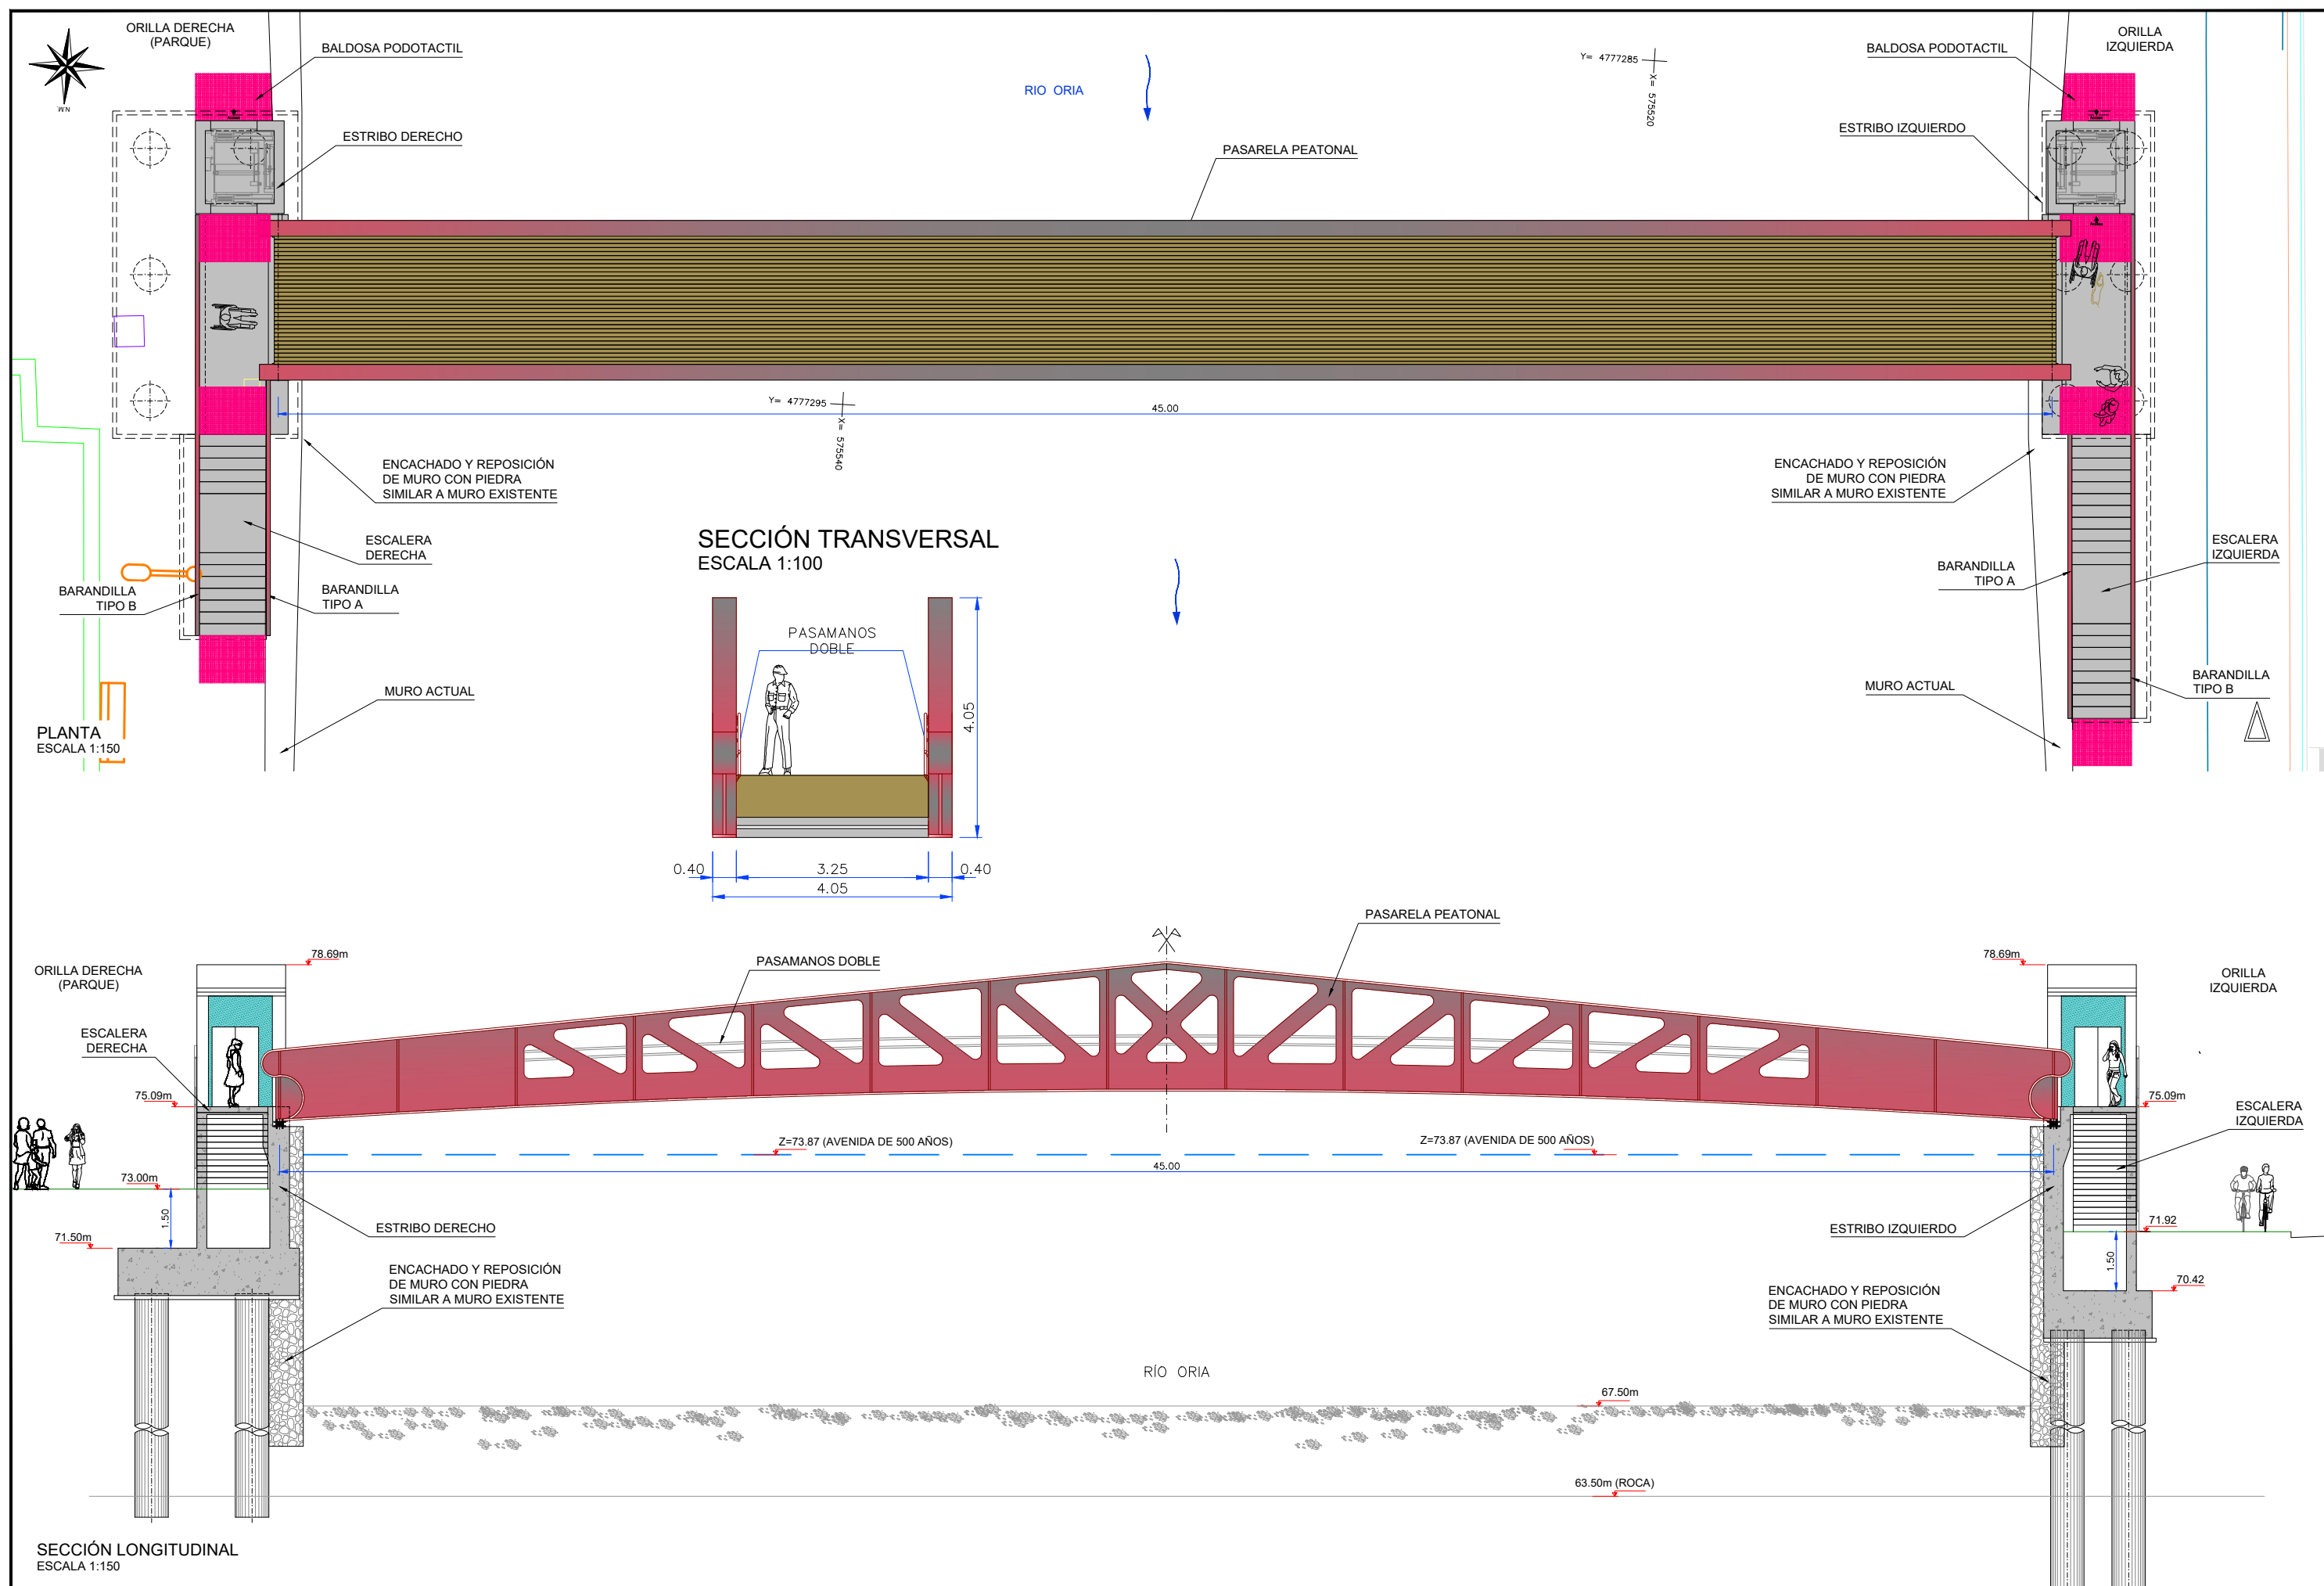 ORILLA DERECHA
(PARQUE)
BALDOSA PODOTACTIL
RIO ORIA
Y= 4777285
X= 575520
BALDOSA PODOTACTIL
ORILLA
IZQUIERDA
ESTRIBO DERECHO
PASARELA PEATONAL
ESTRIBO IZQUIERDO
Y= 4777295
X= 575540
45.00
ENCACHADO Y REPOSICIÓN
DE MURO CON PIEDRA
SIMILAR A MURO EXISTENTE
ENCACHADO Y REPOSICIÓN
DE MURO CON PIEDRA
SIMILAR A MURO EXISTENTE
ESCALERA
DERECHA
ESCALERA
IZQUIERDA
BARANDILLA
TIPO B
BARANDILLA
TIPO A
BARANDILLA
TIPO A
BARANDILLA
TIPO B
MURO ACTUAL
MURO ACTUAL
PLANTA
ESCALA 1:150
SECCIÓN TRANSVERSAL
ESCALA 1:100
PASAMANOS
DOBLE
4.05
0.40
3.25
0.40
4.05
PASARELA PEATONAL
PASAMANOS DOBLE
78.69m
78.69m
ORILLA DERECHA
(PARQUE)
ORILLA
IZQUIERDA
ESCALERA
DERECHA
75.09m
75.09m
ESCALERA
IZQUIERDA
Z=73.87 (AVENIDA DE 500 AÑOS)
Z=73.87 (AVENIDA DE 500 AÑOS)
45.00
73.00m
1.50
71.50m
ESTRIBO DERECHO
ESTRIBO IZQUIERDO
71.92
1.50
70.42
ENCACHADO Y REPOSICIÓN
DE MURO CON PIEDRA
SIMILAR A MURO EXISTENTE
ENCACHADO Y REPOSICIÓN
DE MURO CON PIEDRA
SIMILAR A MURO EXISTENTE
RÍO ORIA
67.50m
63.50m (ROCA)
SECCIÓN LONGITUDINAL
ESCALA 1:150